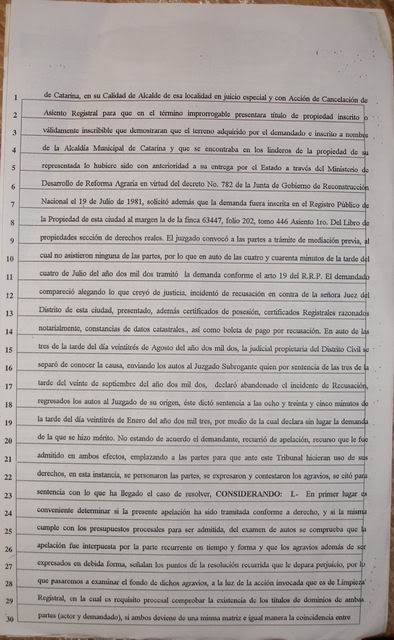 1 de Catarina, en su Calidad de Alcalde de esa localidad en juicio especial y con Acción de Cancelación de
2 Asiento Registral para que en el término improrrogable presentara título de propiedad inscrito o
3 válidamente inscribible que demostraran que el terreno adquirido por el demandado e inscrito a nombre
4 de la Alcaldía Municipal de Catarina y que se encontraba en los linderos de la propiedad de su
5 representada lo hubiere sido con anterioridad a su entrega por el Estado a través del Ministerio de
6 Desarrollo de Reforma Agraria en virtud del decreto No. 782 de la Junta de Gobierno de Reconstrucción
7 Nacional el 19 de Julio de 1981, solicitó además que la demanda fuera inscrita en el Registro Público de
8 la Propiedad de esta ciudad al margen la de la finca 63447, folio 202, tomo 446 Asiento 1ro. Del Libro de
9 propiedades sección de derechos reales. El juzgado convocó a las partes a trámite de mediación previa, al
10 cual no asistieron ninguna de las partes, por lo que en auto de las cuatro y cuarenta minutos de la tarde del
11 cuatro de Julio del año dos mil dos tramitó la demanda conforme el arto 19 del R.R.P. El demandado
12 compareció alegando lo que creyó de justicia, incidentó de recusación en contra de la señora Juez del
13 Distrito de esta ciudad, presentado, además certificados de posesión, certificados Registrales razonados
14 notarialmente, constancias de datos catastrales., así como boleta de pago por recusación. En auto de las
15 tres de la tarde del día veintitrés de Agosto del año dos mil dos, la judicial propietaria del Distrito Civil se
16 separó de conocer la causa, enviando los autos al Juzgado Subrogante quien por sentencia de las tres de la
17 tarde del veinte de septiembre del año dos mil dos, declaró abandonado el incidente de Recusación,
18 regresados los autos al Juzgado de su origen, éste dictó sentencia a las ocho y treinta y cinco minutos de
19 la tarde del día veintitrés de Enero del año dos mil tres, por medio de la cual declara sin lugar la demanda
20 de la que se hizo mérito. No estando de acuerdo el demandante, recurrió de apelación, recurso que le fue
21 admitido en ambos efectos, emplazando a las partes para que ante este Tribunal hicieran uso de sus
22 derechos, en esta instancia, se personaron las partes, se expresaron y contestaron los agravios, se citó para
23 sentencia con lo que ha llegado el caso de resolver, CONSIDERANDO: I.- En primer lugar es
24 conveniente determinar si la presente apelación ha sido tramitada conforme a derecho, y si la misma
25 cumple con los presupuestos procesales para ser admitida, del examen de autos se comprueba que la
26 apelación fue interpuesta por la parte recurrente en tiempo y forma y que los agravios además de ser
27 expresados en debida forma, señalan los puntos de la resolución recurrida que le depara perjuicio, por lo
28 que pasaremos a examinar el fondo de dichos agravios, a la luz de la acción invocada que es de Limpieza
29 Registral, en la cual es requisito procesal comprobar la existencia de los títulos de dominios de ambas
30 partes (actor y demandado), si ambos deviene de una misma matriz e igual manera la coincidencia entre